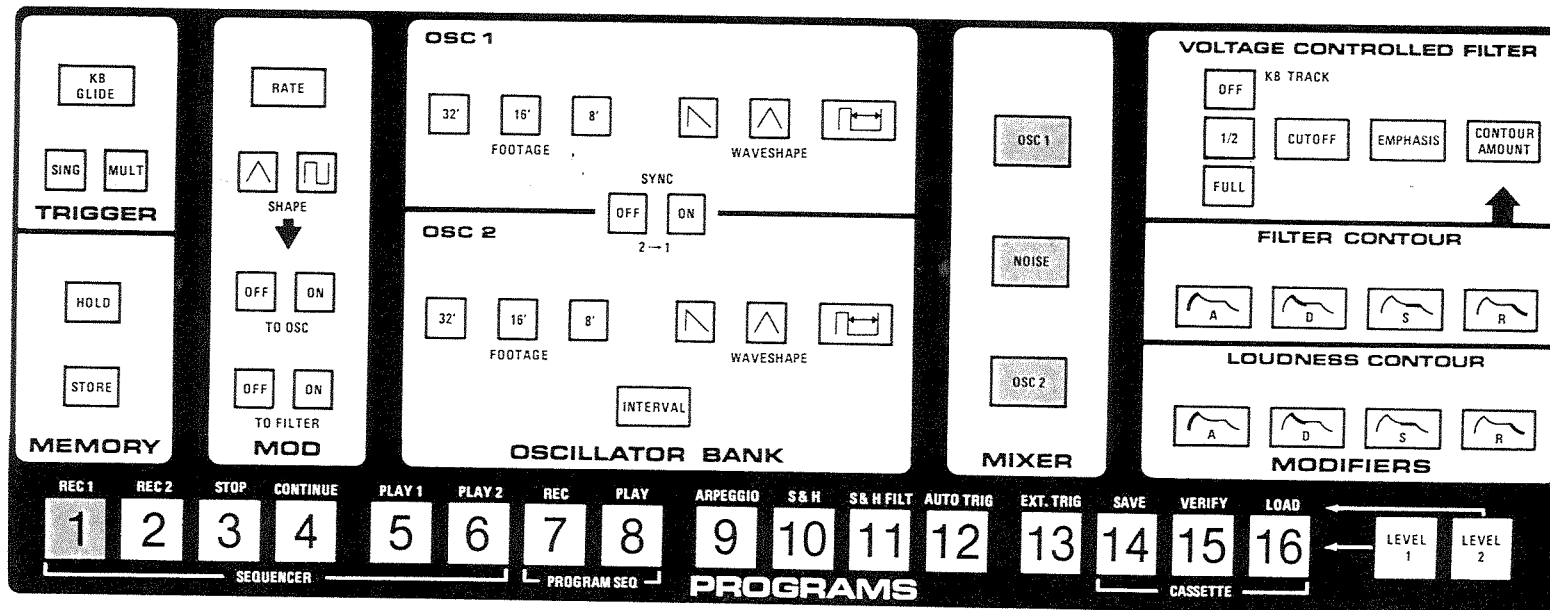 KB
GLIDE
SING MULT
TRIGGER
HOLD
STORE
MEMORY
RATE
SHAPE
OFF ON
TO OSC
OFF ON
TO FILTER
MOD
OSC 1
32' 16' 8'
FOOTAGE WAVESHAPE
SYNC
OFF ON
2→1
OSC 2
32' 16' 8'
FOOTAGE WAVESHAPE
INTERVAL
OSCILLATOR BANK
OSC 1
NOISE
OSC 2
MIXER
VOLTAGE CONTROLLED FILTER
OFF KB TRACK
1/2 CUTOFF EMPHASIS CONTOUR AMOUNT
FULL
FILTER CONTOUR
A D S R
LOUDNESS CONTOUR
A D S R
MODIFIERS
REC 1 REC 2 STOP CONTINUE PLAY 1 PLAY 2 REC PLAY ARPEGGIO S & H S & H FILT AUTO TRIG EXT. TRIG SAVE VERIFY LOAD
1 2 3 4 5 6 7 8 9 10 11 12 13 14 15 16
LEVEL 1 LEVEL 2
SEQUENCER PROGRAM SEQ PROGRAMS CASSETTE